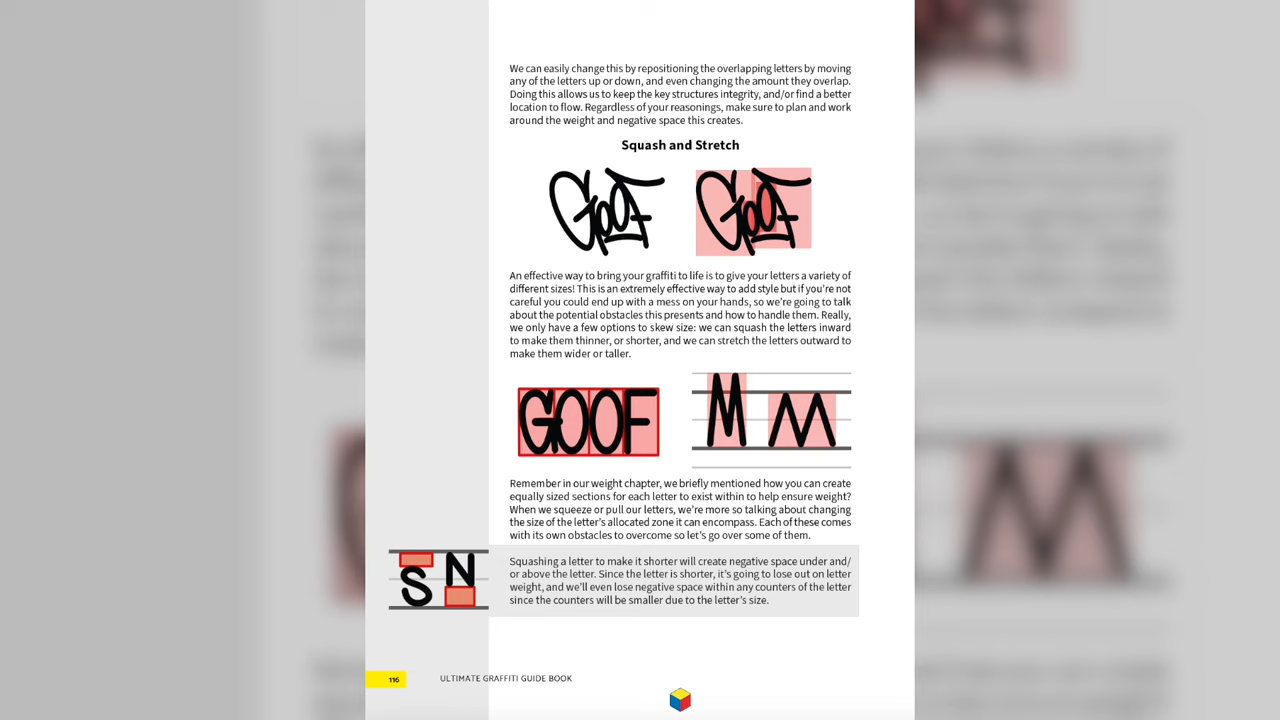 We can easily change this by repositioning the overlapping letters by moving
any of the letters up or down, and even changing the amount they overlap.
Doing this allows us to keep the key structures integrity, and/or find a better
location to flow. Regardless of your reasonings, make sure to plan and work
around the weight and negative space this creates.
Squash and Stretch
GOOF GOOF
An effective way to bring your graffiti to life is to give your letters a variety of
different sizes! This is an extremely effective way to add style but if you're not
careful you could end up with a mess on your hands, so we're going to talk
about the potential obstacles this presents and how to handle them. Really,
we only have a few options to skew size: we can squash the letters inward
to make them thinner, or shorter, and we can stretch the letters outward to
make them wider or taller.
GOOF M M
Remember in our weight chapter, we briefly mentioned how you can create
equally sized sections for each letter to exist within to help ensure weight?
When we squeeze or pull our letters, we're more so talking about changing
the size of the letter's allocated zone it can encompass. Each of these comes
with its own obstacles to overcome so let's go over some of them.
S N
Squashing a letter to make it shorter will create negative space under and/
or above the letter. Since the letter is shorter, it's going to lose out on letter
weight, and we'll even lose negative space within any counters of the letter
since the counters will be smaller due to the letter's size.
116 ULTIMATE GRAFFITI GUIDE BOOK